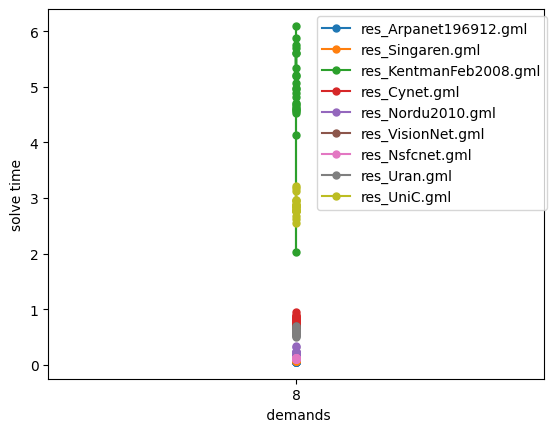 res_Arpanet196912.gml
res_Singaren.gml
res_KentmanFeb2008.gml
res_Cynet.gml
res_Nordu2010.gml
res_VisionNet.gml
res_Nsfcnet.gml
res_Uran.gml
res_UniC.gml
6
5
4
3
2
1
0
solve time
8
demands